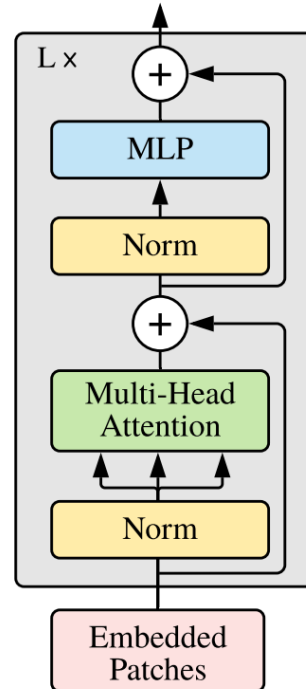 L ×
+
MLP
Norm
+
Multi-Head
Attention
Norm
Embedded
Patches